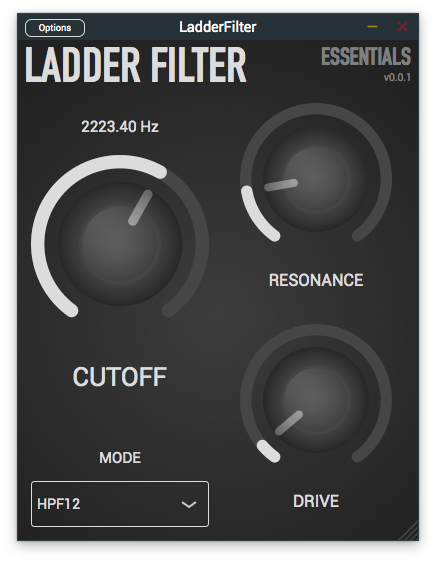 Options
LadderFilter
LADDER FILTER
ESSENTIALS
v0.0.1
2223.40 Hz
RESONANCE
CUTOFF
MODE
HPF12
DRIVE